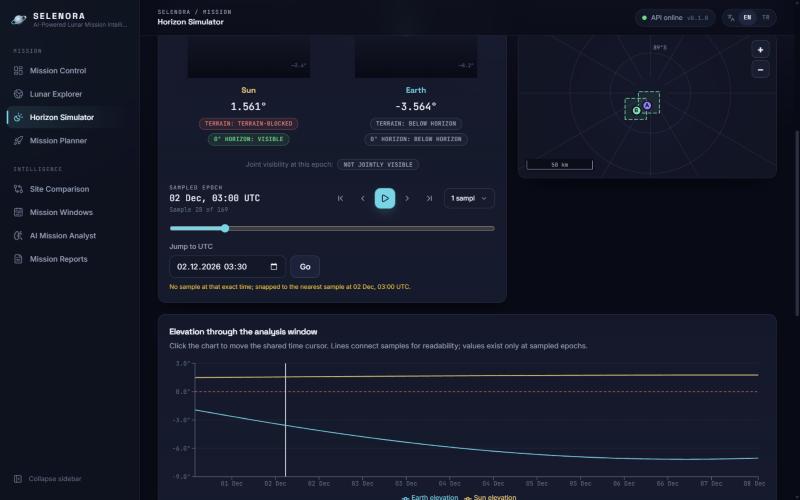 SELENORA
AI-Powered Lunar Mission Intelli...
MISSION
Mission Control
Lunar Explorer
Horizon Simulator
Mission Planner
INTELLIGENCE
Site Comparison
Mission Windows
AI Mission Analyst
Mission Reports
Collapse sidebar
SELENORA / MISSION
Horizon Simulator
API online v0.1.0
EN TR
Sun
1.561°
TERRAIN: TERRAIN-BLOCKED
0° HORIZON: VISIBLE
Earth
-3.564°
TERRAIN: BELOW HORIZON
0° HORIZON: BELOW HORIZON
Joint visibility at this epoch: NOT JOINTLY VISIBLE
SAMPLED EPOCH
02 Dec, 03:00 UTC
Sample 28 of 169
1 sampl
Jump to UTC
02.12.2026 03:30
Go
No sample at that exact time; snapped to the nearest sample at 02 Dec, 03:00 UTC.
89°S
+
−
B
A
50 km
Elevation through the analysis window
Click the chart to move the shared time cursor. Lines connect samples for readability; values exist only at sampled epochs.
3.0°
0.0°
-3.0°
-6.0°
-9.0°
01 Dec 02 Dec 02 Dec 03 Dec 03 Dec 04 Dec 04 Dec 05 Dec 05 Dec 06 Dec 06 Dec 07 Dec 08 Dec
Earth elevation Sun elevation